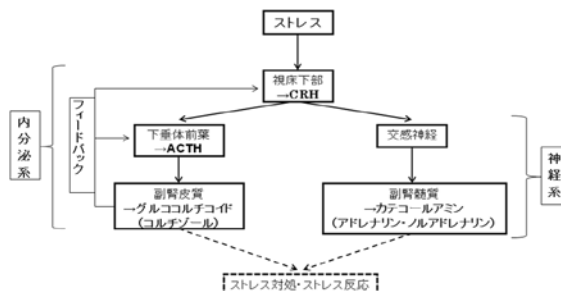 ストレス
視床下部
→CRH
内分泌系
フィードバック
下垂体前葉
→ACTH
交感神経
神経系
副腎皮質
→グルココルチコイド
(コルチゾール)
副腎髄質
→カテコールアミン
(アドレナリン・ノルアドレナリン)
ストレス対処・ストレス反応